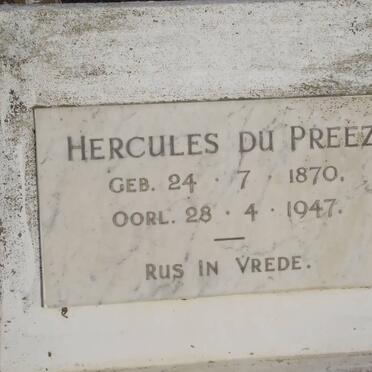 HERCULES DU PREEZ
GEB. 24 · 7 · 1870.
OORL. 28 · 4 · 1947.
RUS IN VREDE.